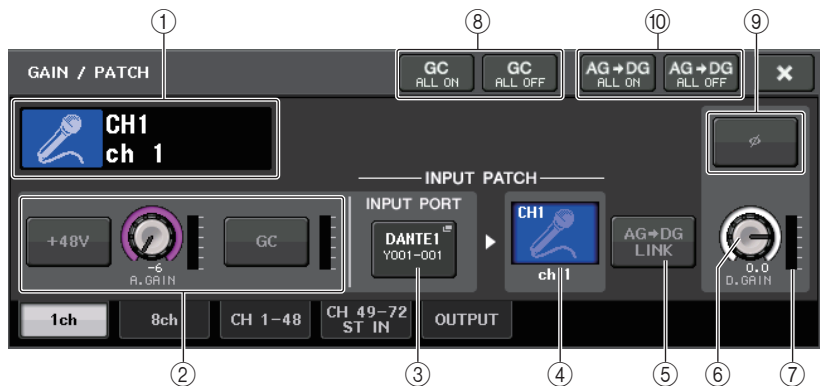 ① ⑧ ⑩ ⑨
GAIN / PATCH
GC ALL ON
GC ALL OFF
AG→DG ALL ON
AG→DG ALL OFF
×
CH1
ch 1
ø
INPUT PATCH
INPUT PORT
+48V
-6
A.GAIN
GC
DANTE1
Y001-001
CH1
ch 1
AG→DG
LINK
0.0
D.GAIN
1ch
8ch
CH 1-48
CH 49-72
ST IN
OUTPUT
② ③ ④ ⑤ ⑥ ⑦